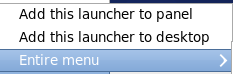 Add this launcher to panel
Add this launcher to desktop
Entire menu